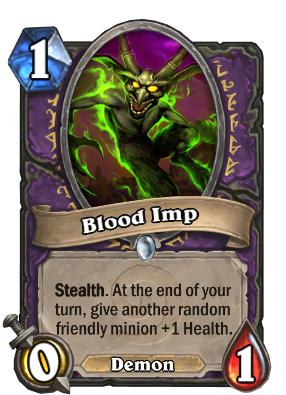 1
Blood Imp
Stealth. At the end of your
turn, give another random
friendly minion +1 Health.
0
Demon
1